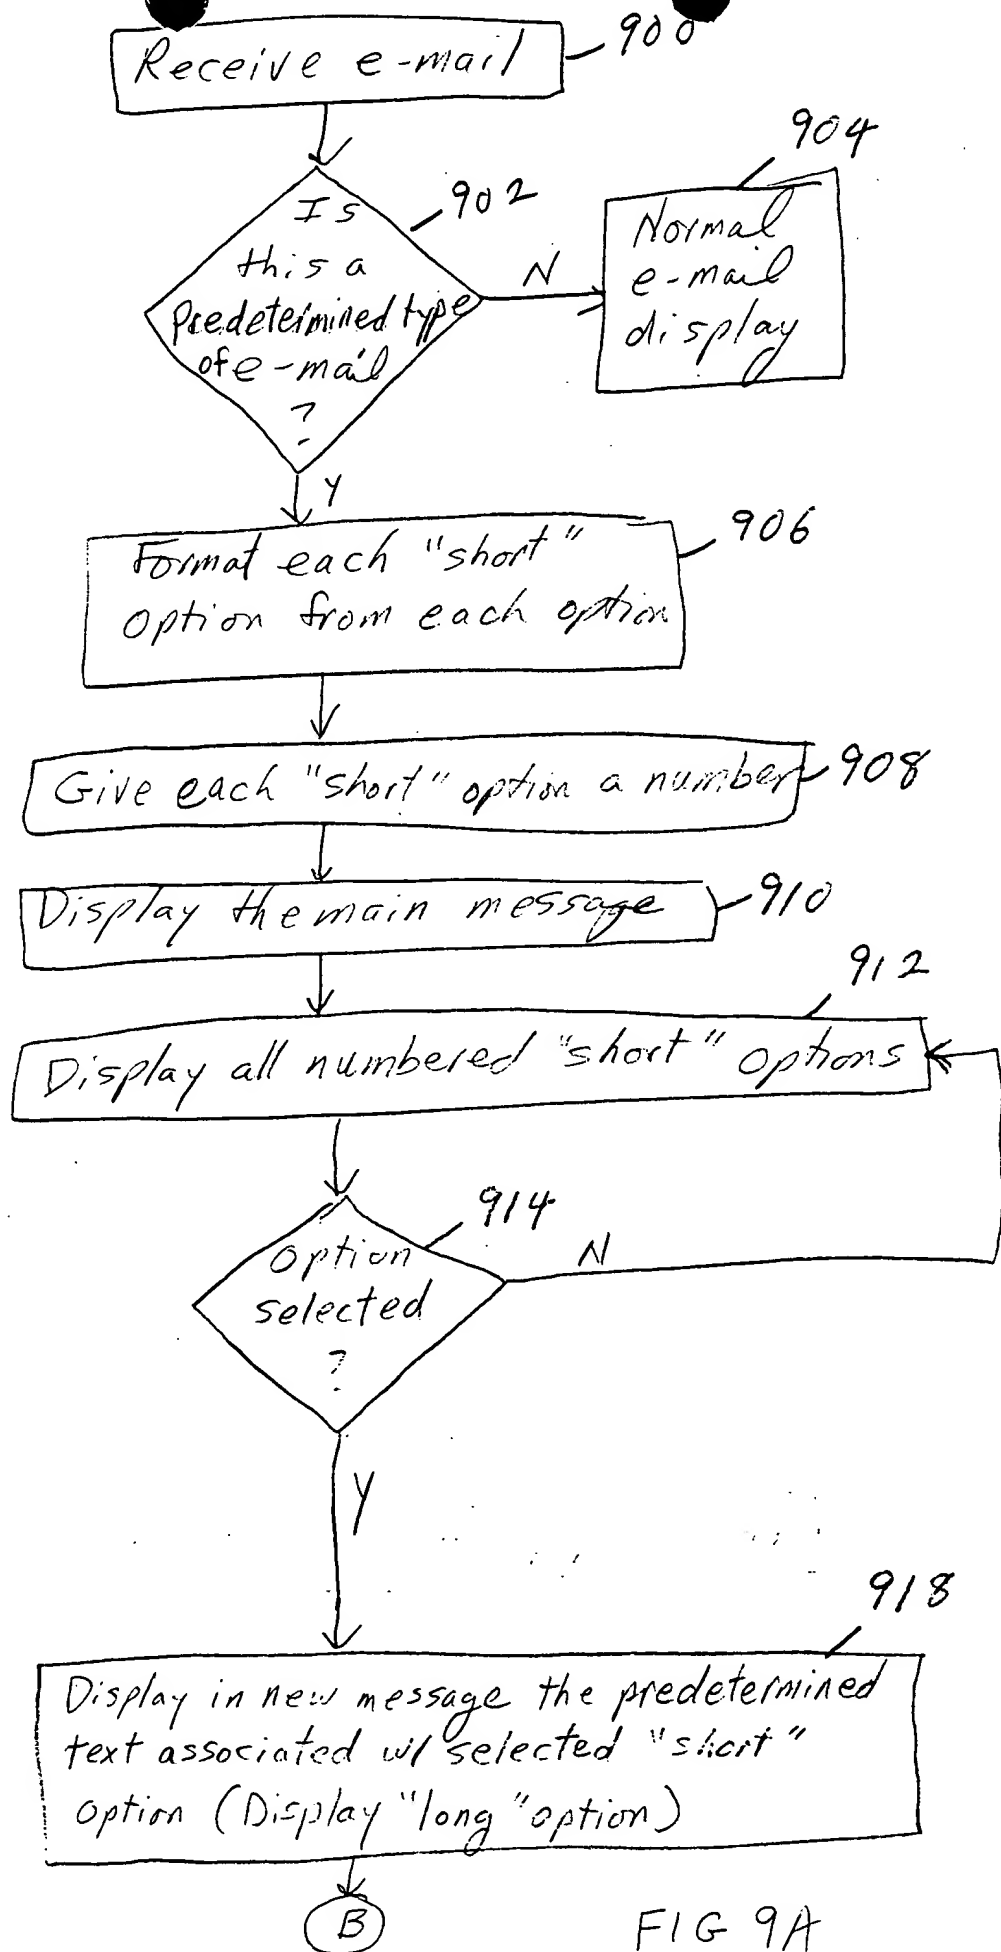 Receive e-mail
900
904
902
Is
this a
predetermined type
of e-mail
?
N
Normal
e-mail
display
Y
906
Format each "short"
option from each option
Give each "short" option a number
908
Display the main message
910
912
Display all numbered "short" options
914
Option
selected
?
N
Y
918
Display in new message the predetermined
text associated w/ selected "short"
option (Display "long" option)
B
FIG 9A